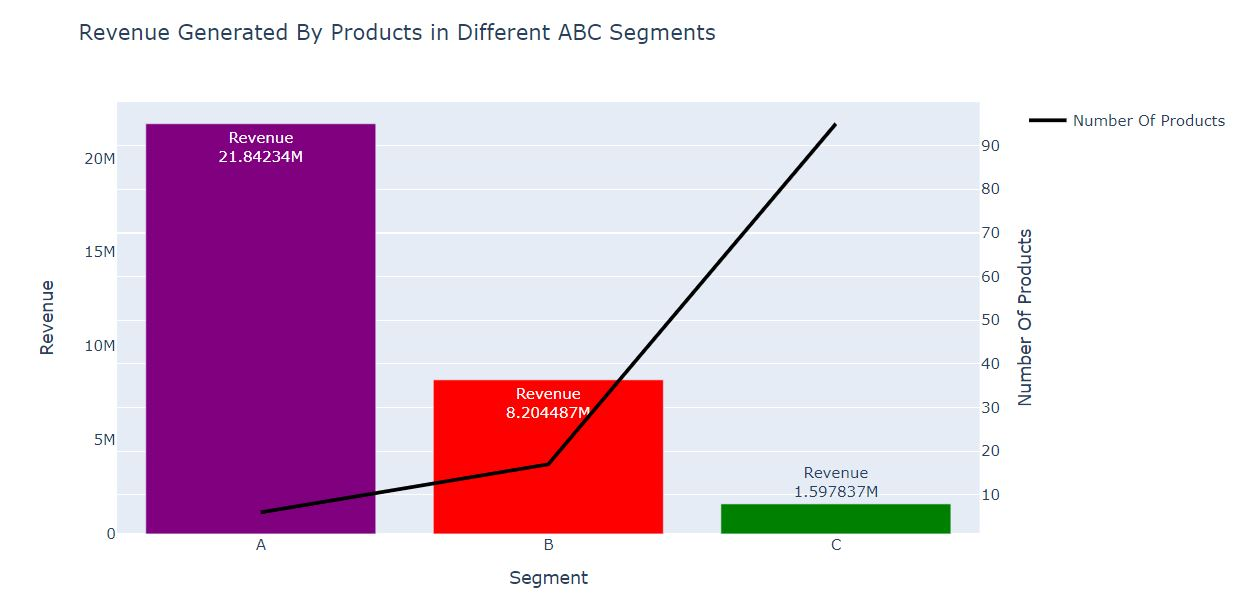 Revenue Generated By Products in Different ABC Segments
Number Of Products
Revenue
21.84234M
Revenue
8.204487M
Revenue
1.597837M
20M
15M
10M
5M
0
Revenue
90
80
70
60
50
40
30
20
10
Number Of Products
A
B
C
Segment